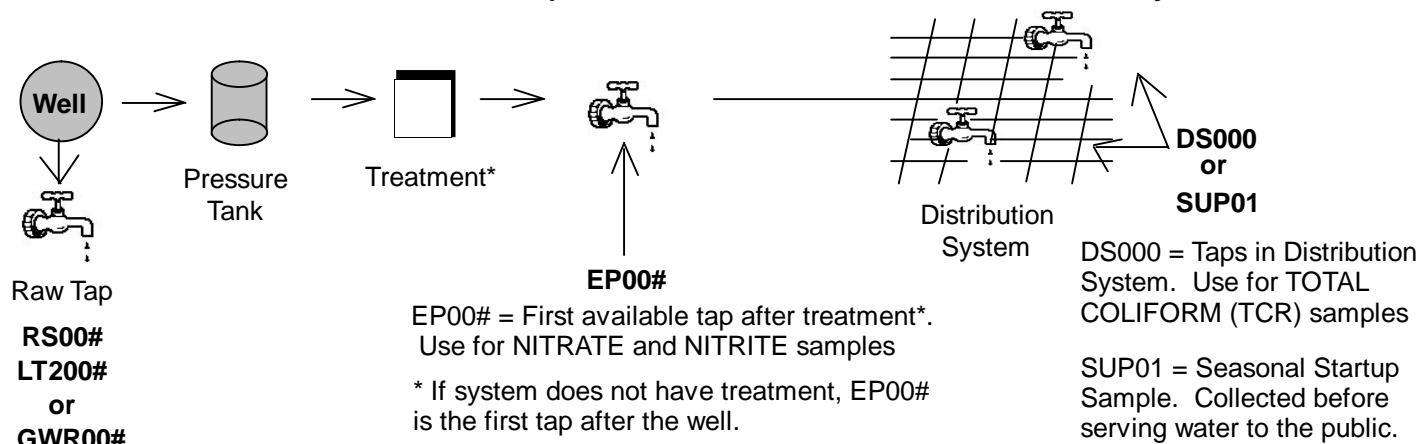 Well
Pressure
Tank
Treatment*
Distribution
System
DS000
or
SUP01
Raw Tap
RS00#
LT200#
or
GWR00#
EP00#
EP00# = First available tap after treatment*.
Use for NITRATE and NITRITE samples
* If system does not have treatment, EP00#
is the first tap after the well.
DS000 = Taps in Distribution
System. Use for TOTAL
COLIFORM (TCR) samples
SUP01 = Seasonal Startup
Sample. Collected before
serving water to the public.